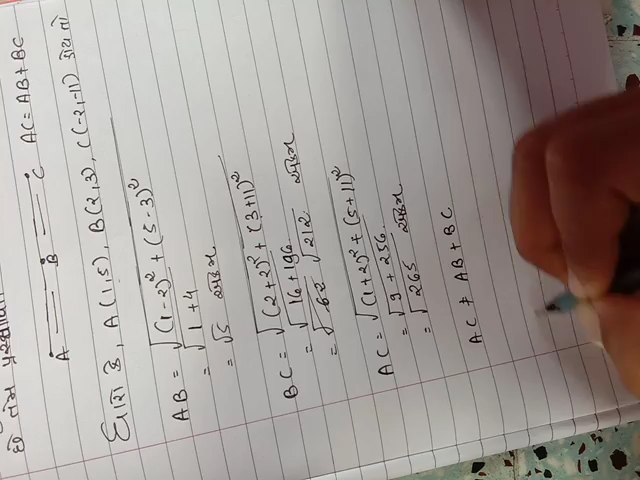 છે તેમ
A B C AC = AB + BC
ધારો કે, A(1,5), B(2,3), C(-2,-11) હોય તો
AB = √(1-2)² + (5-3)²
= √1+4
= √5 એકમ
BC = √(2+2)² + (3+11)²
= √16+196
= √212 એકમ
AC = √(1+2)² + (5+11)²
= √9+256
= √265 એકમ
AC ≠ AB + BC